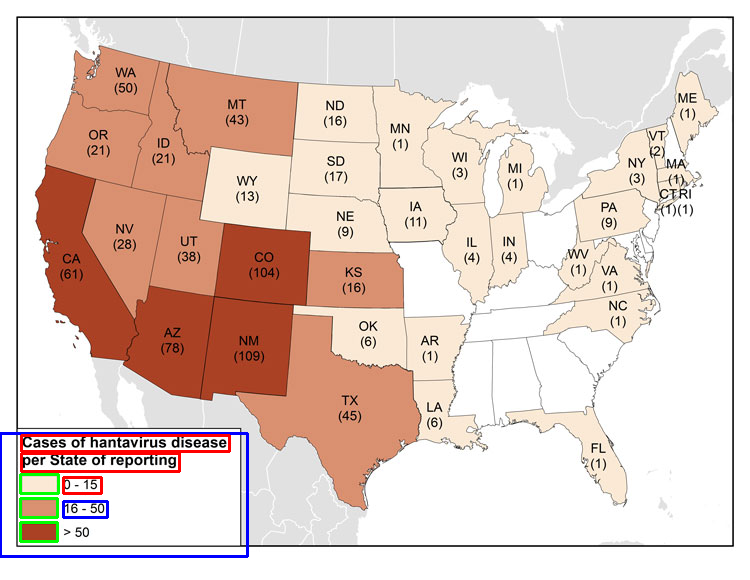 WA
(50)
MT
(43)
ND
(16)
MN
(1)
ME
(1)
OR
(21)
ID
(21)
SD
(17)
WI
(3)
MI
(1)
VT
(2)
NY
(3)
MA
(1)
WY
(13)
IA
(11)
CT
(1)
RI
(1)
NE
(9)
PA
(9)
NV
(28)
UT
(38)
CO
(104)
KS
(16)
IL
(4)
IN
(4)
WV
(1)
VA
(1)
CA
(61)
NC
(1)
AZ
(78)
NM
(109)
OK
(6)
AR
(1)
TX
(45)
LA
(6)
FL
(1)
Cases of hantavirus disease
per State of reporting
0 - 15
16 - 50
> 50